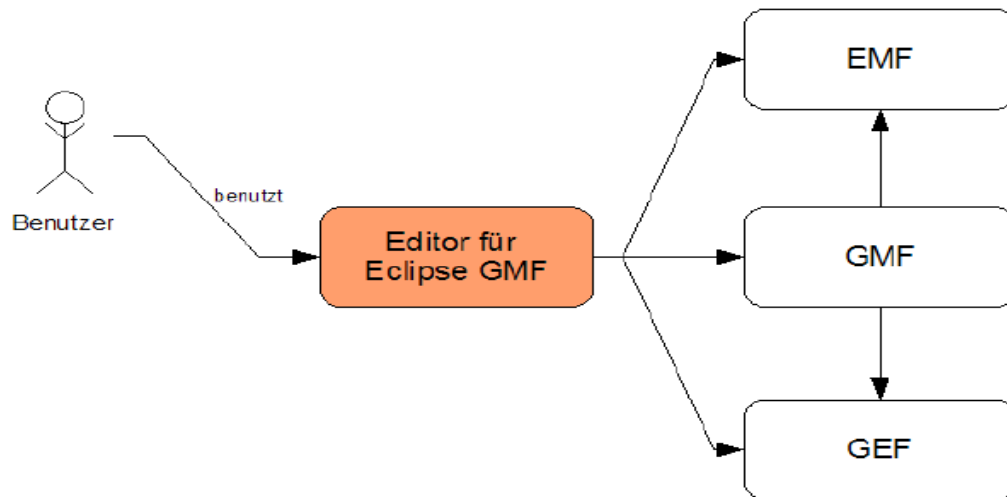 EMF
benutzt
Benutzer
Editor für
Eclipse GMF
GMF
GEF